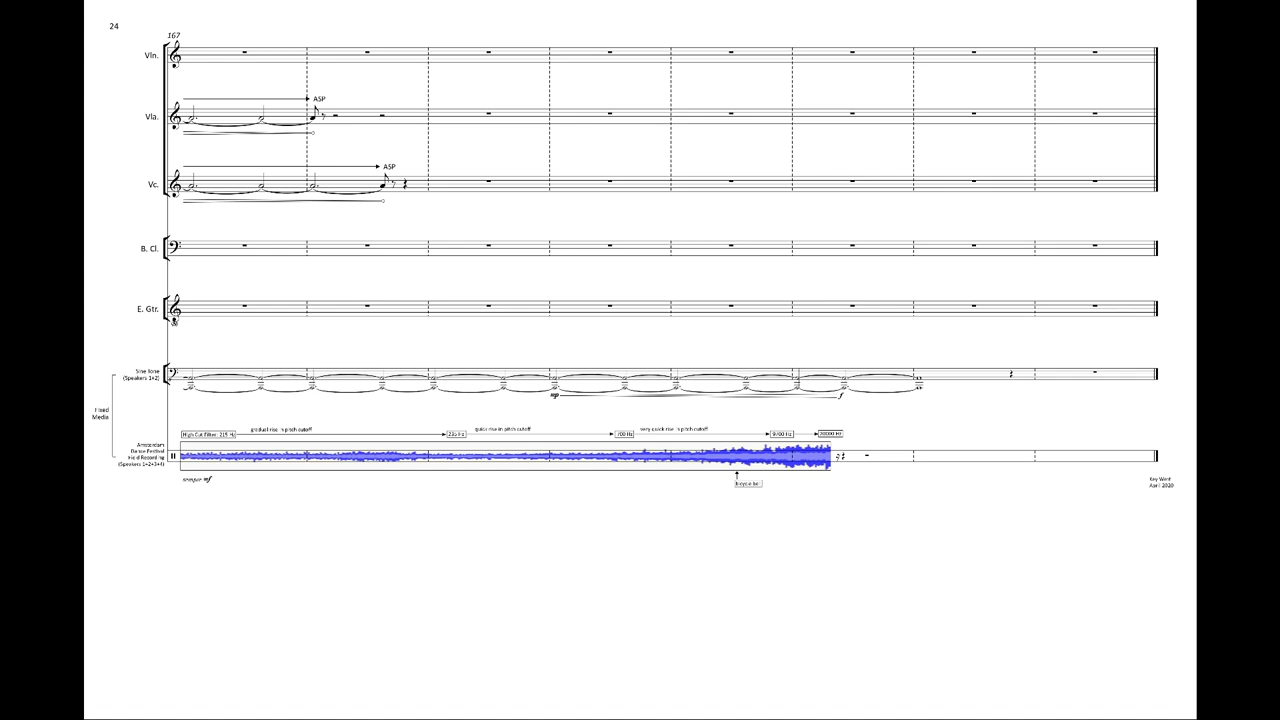 24
167
Vln.
ASP
Vla.
ASP
Vc.
B. Cl.
E. Gtr.
Sine Tone
(Speakers 1+2)
mp
f
Fixed
Media
High Cut Filter: 215 Hz
gradual rise in pitch cutoff
235 Hz
quick rise in pitch cutoff
700 Hz
very quick rise in pitch cutoff
20000 Hz
Amsterdam
Dance Festival
Field Recording
(Speakers 1+2+3+4)
sempre mf
bicycle bell
Key West
April 2020